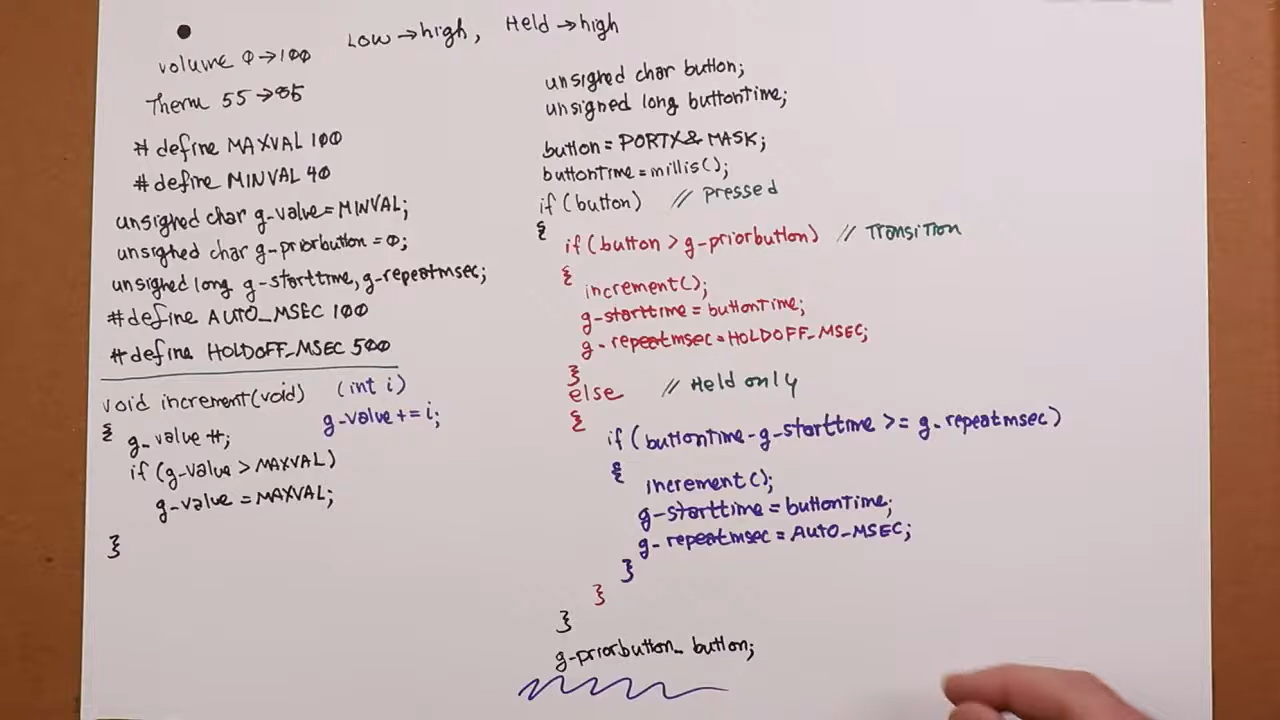 Low → high, Held → high
volume 0 → 100
Therm 55 → 85
# define MAXVAL 100
# define MINVAL 40
unsigned char g-value = MINVAL;
unsigned char g-priorbutton = 0;
unsigned long g-starttime, g-repeatmsec;
# define AUTO_MSEC 100
# define HOLDOFF_MSEC 500
void increment(void) (int i)
{
g_value ++; g-value += i;
if (g-value > MAXVAL)
g-value = MAXVAL;
}
unsigned char button;
unsigned long buttontime;
button = PORTX & MASK;
buttontime = millis();
if (button) // Pressed
{
if (button > g-priorbutton) // Transition
{
increment();
g-starttime = buttontime;
g-repeatmsec = HOLDOFF_MSEC;
}
else // Held only
{
if (buttontime - g-starttime >= g-repeatmsec)
{
increment();
g-starttime = buttontime;
g-repeatmsec = AUTO_MSEC;
}
}
}
g-priorbutton = button;